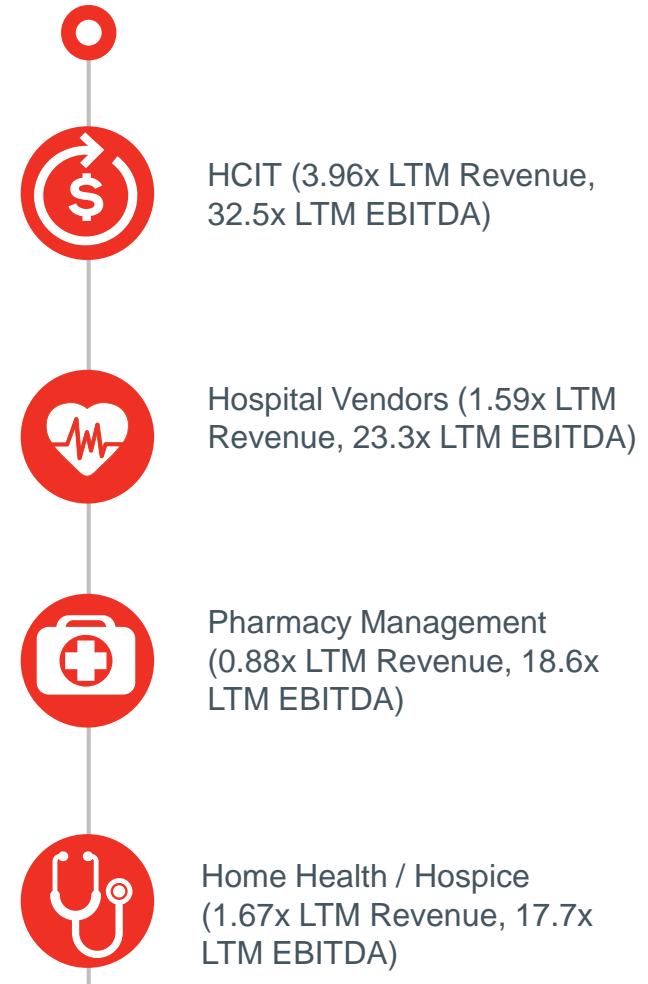 $
HCIT (3.96x LTM Revenue,
32.5x LTM EBITDA)
Hospital Vendors (1.59x LTM
Revenue, 23.3x LTM EBITDA)
Pharmacy Management
(0.88x LTM Revenue, 18.6x
LTM EBITDA)
Home Health / Hospice
(1.67x LTM Revenue, 17.7x
LTM EBITDA)